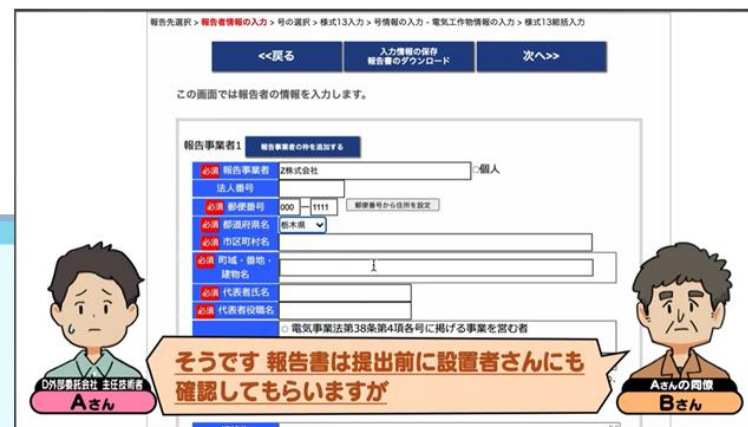 報告先選択 > 報告者情報の入力 > 号の選択 > 様式13入力 > 号情報の入力 - 電気工作物情報の入力 > 様式13総括入力
<<戻る
入力情報の保存
報告書のダウンロード
次へ>>
この画面では報告者の情報を入力します。
報告事業者1
報告事業者の枠を追加する
必須 報告事業者 Z株式会社 個人
法人番号
必須 郵便番号 000 ー 1111 郵便番号から住所を設定
必須 都道府県名 栃木県
必須 市区町村名
必須 町域・番地・
建物名
必須 代表者氏名
必須 代表者役職名
電気事業法第38条第4項各号に掲げる事業を営む者
そうです 報告書は提出前に設置者さんにも
確認してもらいますが
D外部委託会社 主任技術者
Aさん
Aさんの同僚
Bさん